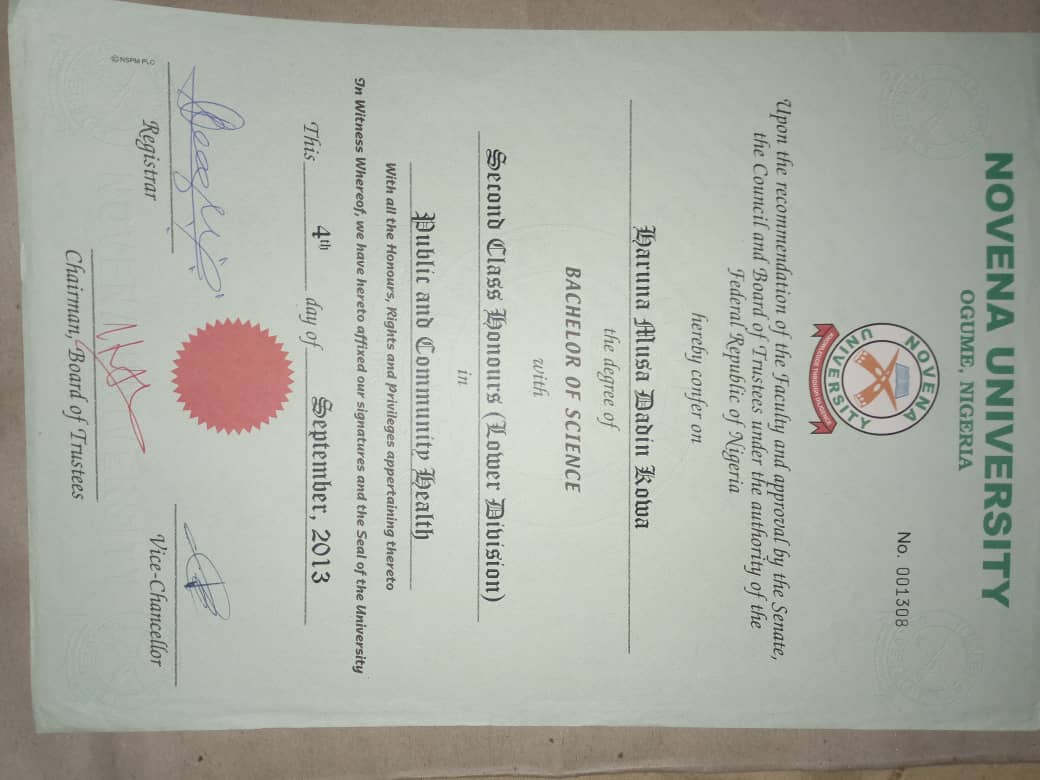 NOVENA UNIVERSITY
OGUME, NIGERIA
No. 001308
NOVENA
UNIVERSITY
KNOWLEDGE THROUGH DILIGENCE
Upon the recommendation of the Faculty and approval by the Senate,
the Council and Board of Trustees under the authority of the
Federal Republic of Nigeria
hereby confer on
Haruna Musa Dadin Kowa
the degree of
BACHELOR OF SCIENCE
with
Second Class Honours (Lower Division)
in
Public and Community Health
With all the Honours, Rights and Privileges appertaining thereto
In Witness Whereof, we have hereto affixed our signatures and the Seal of the University
This 4th day of September, 2013
Registrar
Chairman, Board of Trustees
Vice-Chancellor
©NSPM PLC